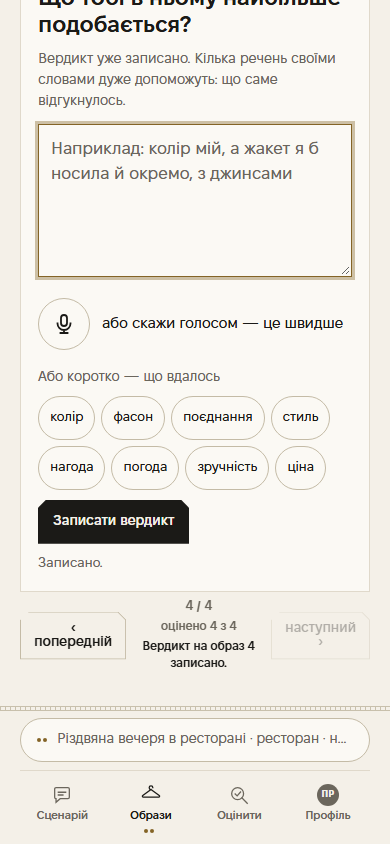 Що тобі в ньому найбільше
подобається?
Вердикт уже записано. Кілька речень своїми
словами дуже допоможуть: що саме
відгукнулось.
Наприклад: колір мій, а жакет я б
носила й окремо, з джинсами
або скажи голосом — це швидше
Або коротко — що вдалось
колір фасон поєднання стиль
нагода погода зручність ціна
Записати вердикт
Записано.
4 / 4
‹ попередній
оцінено 4 з 4
наступний ›
Вердикт на образ 4
записано.
Різдвяна вечеря в ресторані · ресторан · н...
ПР
Сценарій Образи Оцінити Профіль